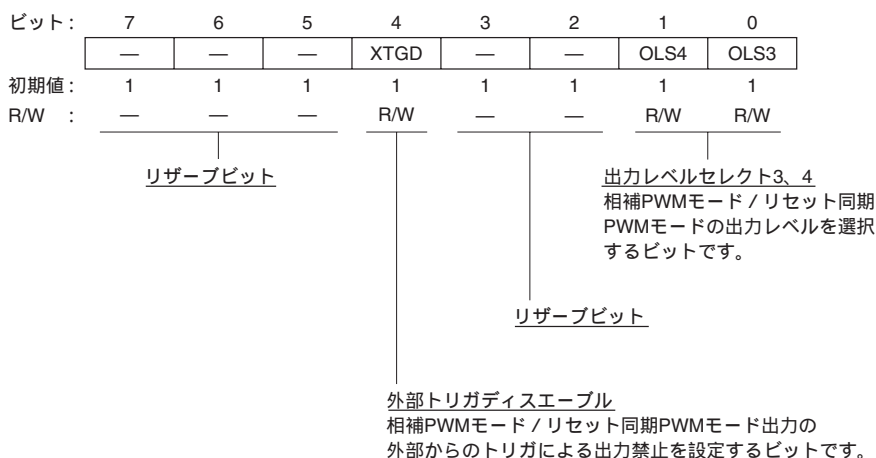 ビット： 7 6 5 4 3 2 1 0
— — — XTGD — — OLS4 OLS3
初期値： 1 1 1 1 1 1 1 1
R/W ： — — — R/W — — R/W R/W
リザーブビット
出力レベルセレクト3、4
相補PWMモード / リセット同期
PWMモードの出力レベルを選択
するビットです。
リザーブビット
外部トリガディスエーブル
相補PWMモード / リセット同期PWMモード出力の
外部からのトリガによる出力禁止を設定するビットです。